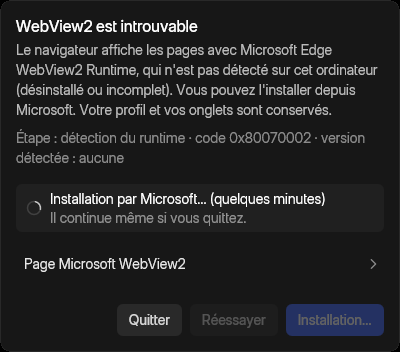 WebView2 est introuvable
Le navigateur affiche les pages avec Microsoft Edge
WebView2 Runtime, qui n'est pas détecté sur cet ordinateur
(désinstallé ou incomplet). Vous pouvez l'installer depuis
Microsoft. Votre profil et vos onglets sont conservés.
Étape : détection du runtime · code 0x80070002 · version
détectée : aucune
Installation par Microsoft... (quelques minutes)
Il continue même si vous quittez.
Page Microsoft WebView2
Quitter
Réessayer
Installation...